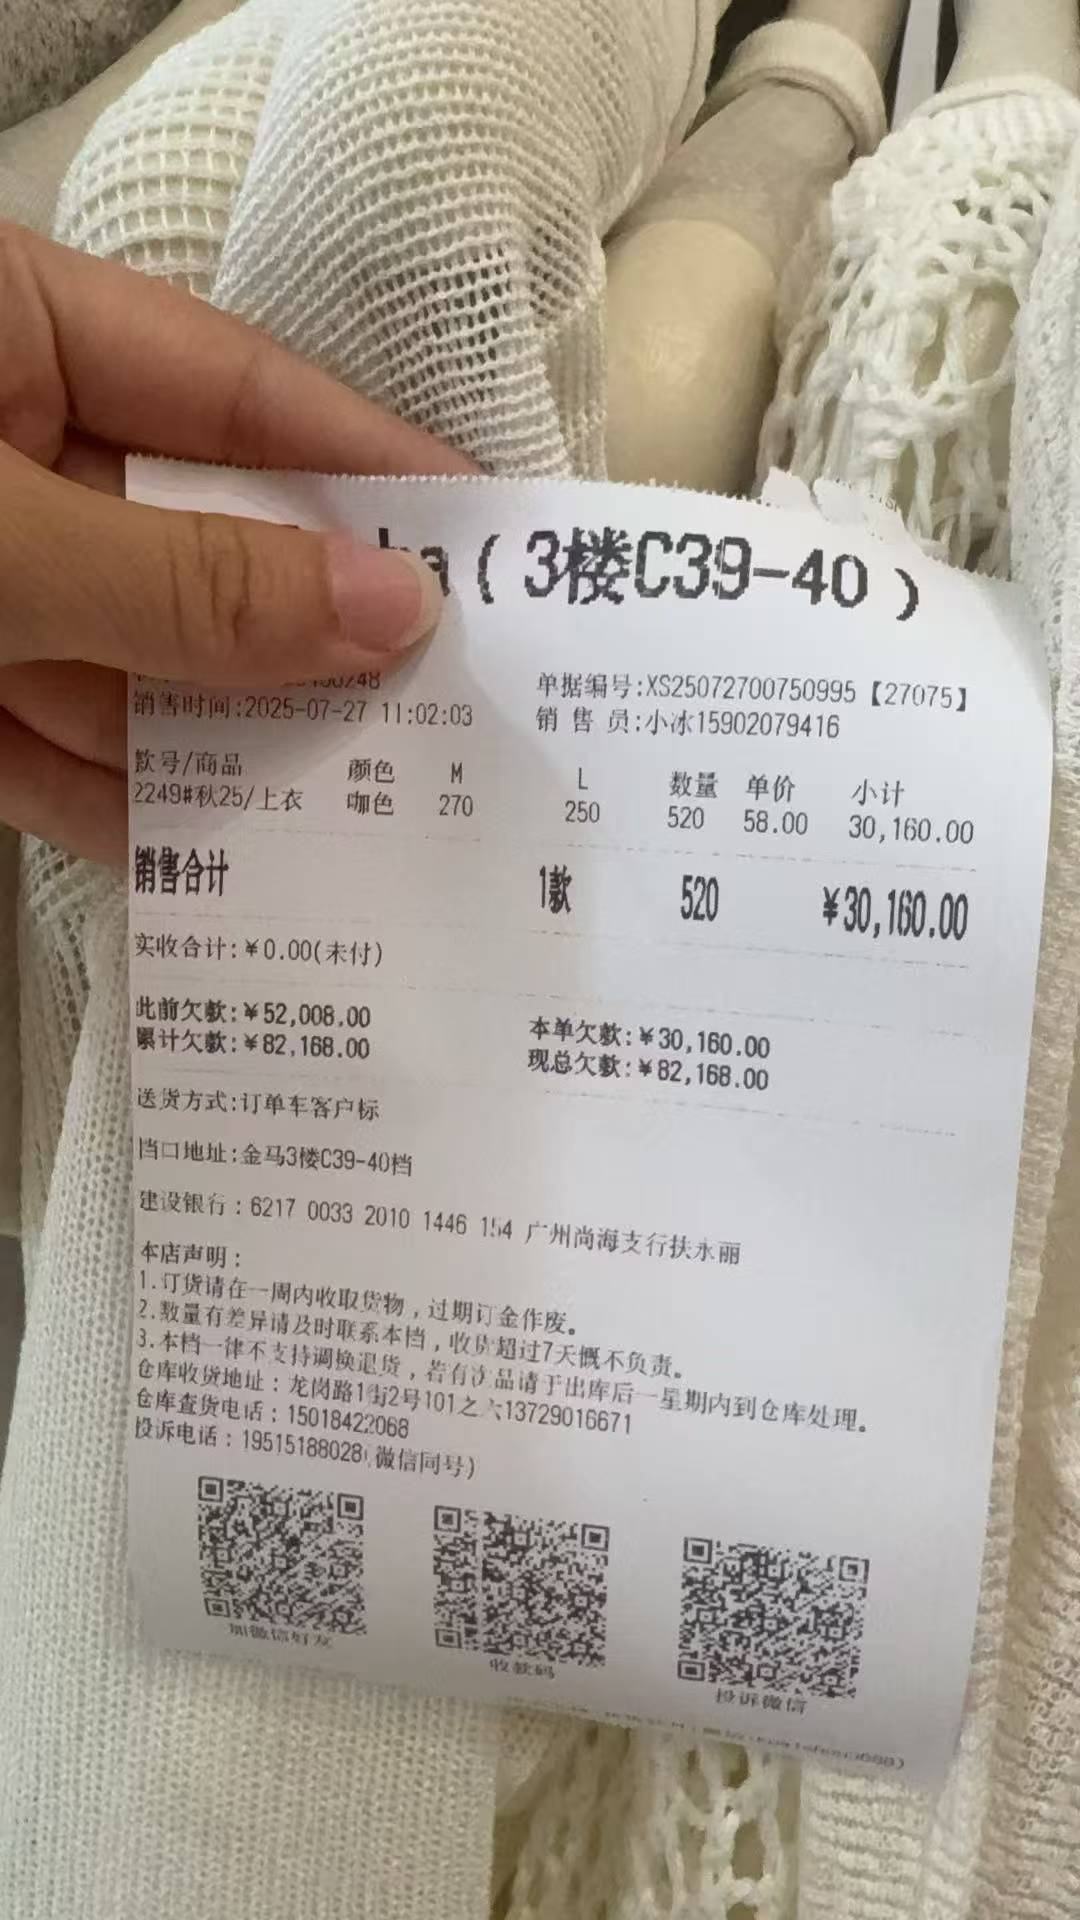 (3楼C39-40)
单据编号:XS25072700750995【27075】
销售时间:2025-07-27 11:02:03
销 售 员:小冰15902079416
款号/商品 颜色 M L 数量 单价 小计
2249#秋25/上衣 咖色 270 250 520 58.00 30,160.00
销售合计 1款 520 ¥30,160.00
实收合计:¥0.00(未付)
此前欠款:¥52,008.00 本单欠款:¥30,160.00
累计欠款:¥82,168.00 现总欠款:¥82,168.00
送货方式:订单车客户标
档口地址:金马3楼C39-40档
建设银行：6217 0033 2010 1446 154 广州尚海支行扶永丽
本店声明：
1.订货请在一周内收取货物，过期订金作废。
2.数量有差异请及时联系本档，收货超过7天慨不负责。
3.本档一律不支持调换退货，若有次品请于出库后一星期内到仓库处理。
仓库收货地址：龙岗路1街2号101之六13729016671
仓库查货电话：15018422068
投诉电话：19515188028(微信同号)
加微信好友 收款码 投诉微信